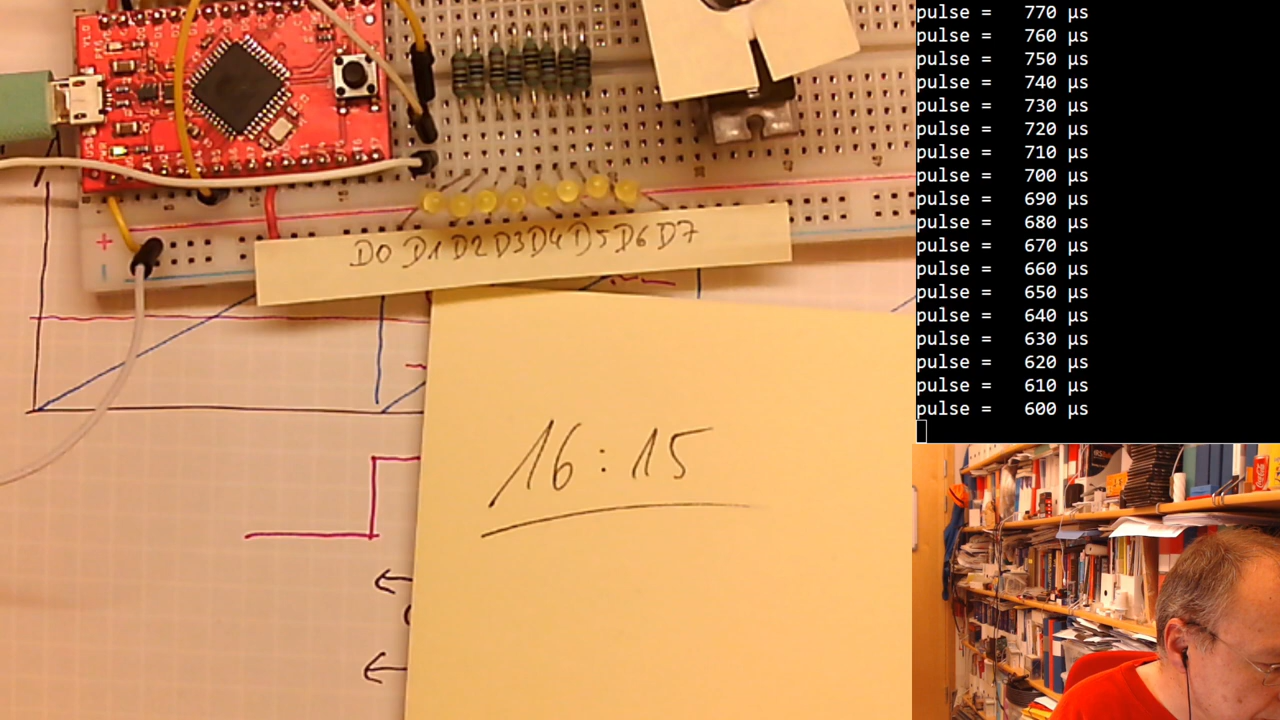 D0 D1 D2 D3 D4 D5 D6 D7
16:15
pulse = 770 µs
pulse = 760 µs
pulse = 750 µs
pulse = 740 µs
pulse = 730 µs
pulse = 720 µs
pulse = 710 µs
pulse = 700 µs
pulse = 690 µs
pulse = 680 µs
pulse = 670 µs
pulse = 660 µs
pulse = 650 µs
pulse = 640 µs
pulse = 630 µs
pulse = 620 µs
pulse = 610 µs
pulse = 600 µs